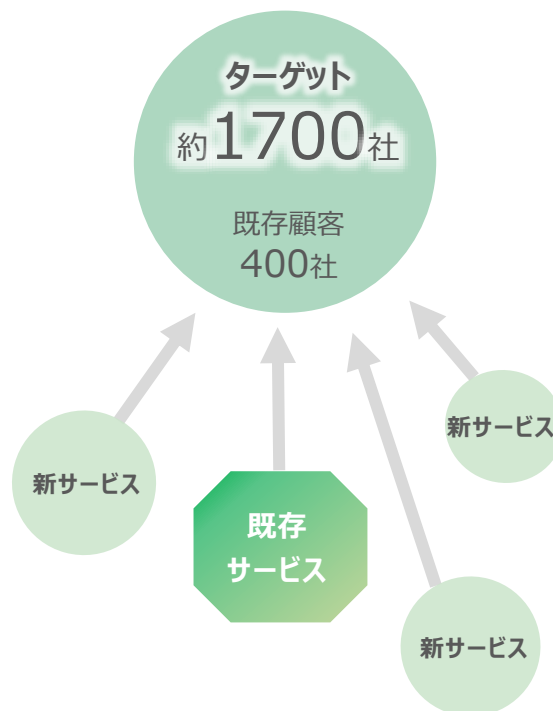 ターゲット
約1700社
既存顧客
400社
新サービス
新サービス
既存
サービス
新サービス